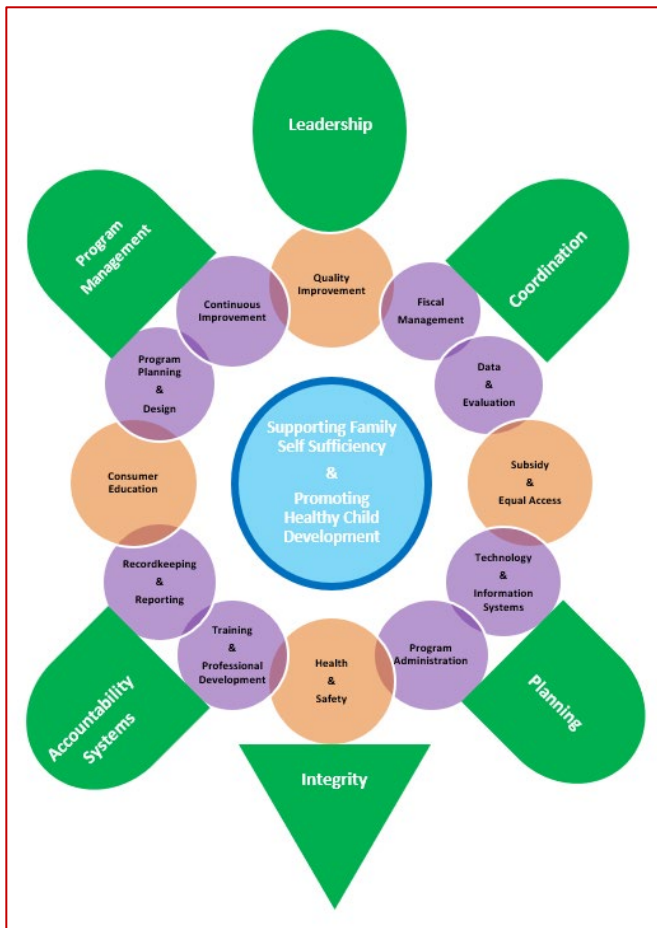 Leadership
Program
Management
Coordination
Quality
Improvement
Continuous
Improvement
Fiscal
Management
Program
Planning
&
Design
Data
&
Evaluation
Supporting Family
Self Sufficiency
&
Promoting
Healthy Child
Development
Consumer
Education
Subsidy
&
Equal Access
Recordkeeping
&
Reporting
Technology
&
Information
Systems
Training
&
Professional
Development
Health
&
Safety
Program
Administration
Accountability
Systems
Planning
Integrity